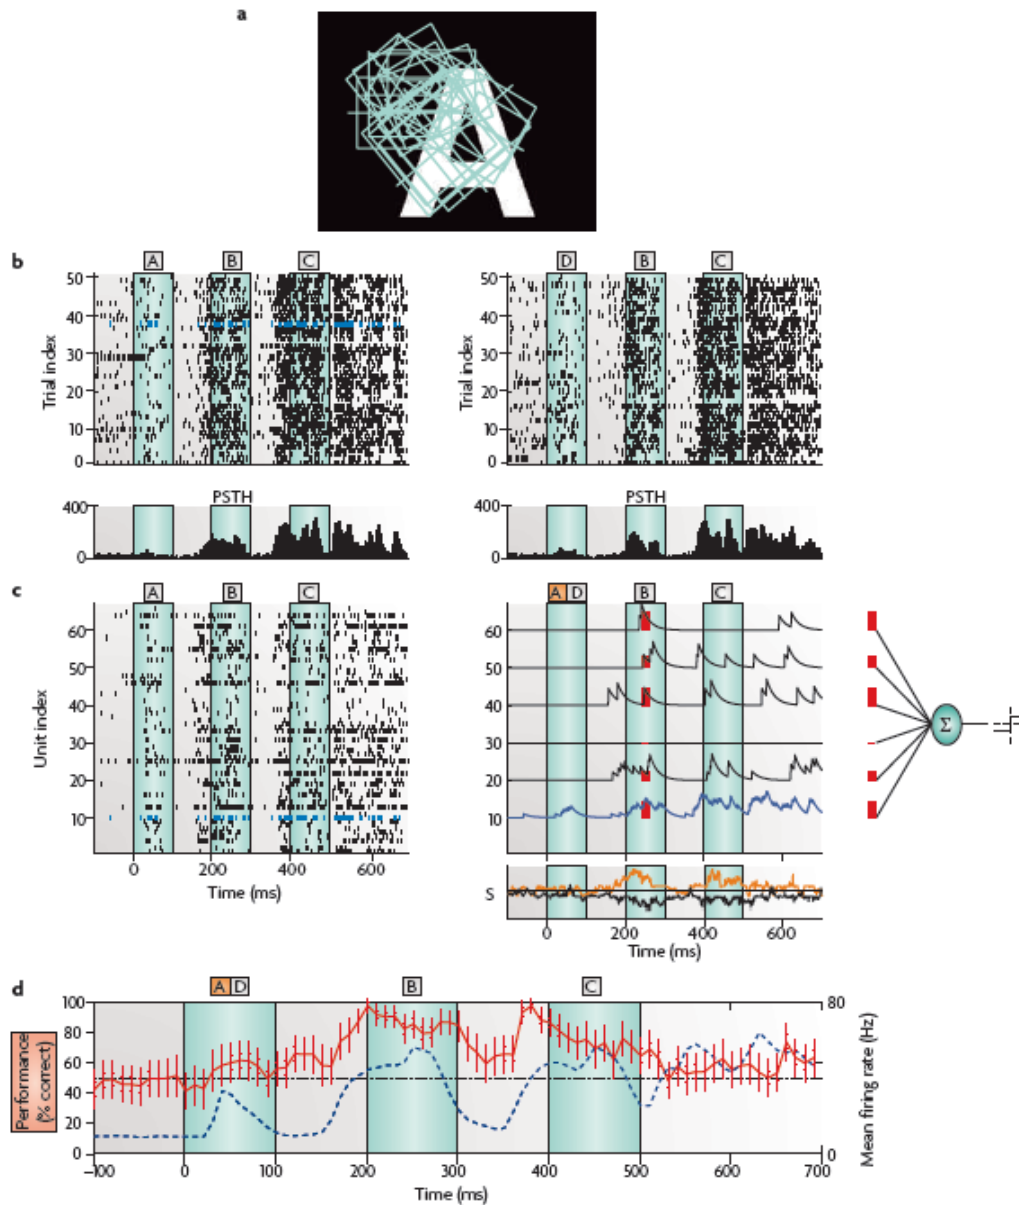 a
A
b
A B C
D B C
50
40
30
20
10
0
Trial index
50
40
30
20
10
0
Trial index
PSTH
400
0
PSTH
400
0
c
A B C
60
50
40
30
20
10
Unit index
0 200 400 600
Time (ms)
A D B C
60
50
40
30
20
10
S
0 200 400 600
Time (ms)
Σ
d
A D B C
100
80
60
40
20
0
Performance
(% correct)
80
0
Mean firing rate (Hz)
–100 0 100 200 300 400 500 600 700
Time (ms)